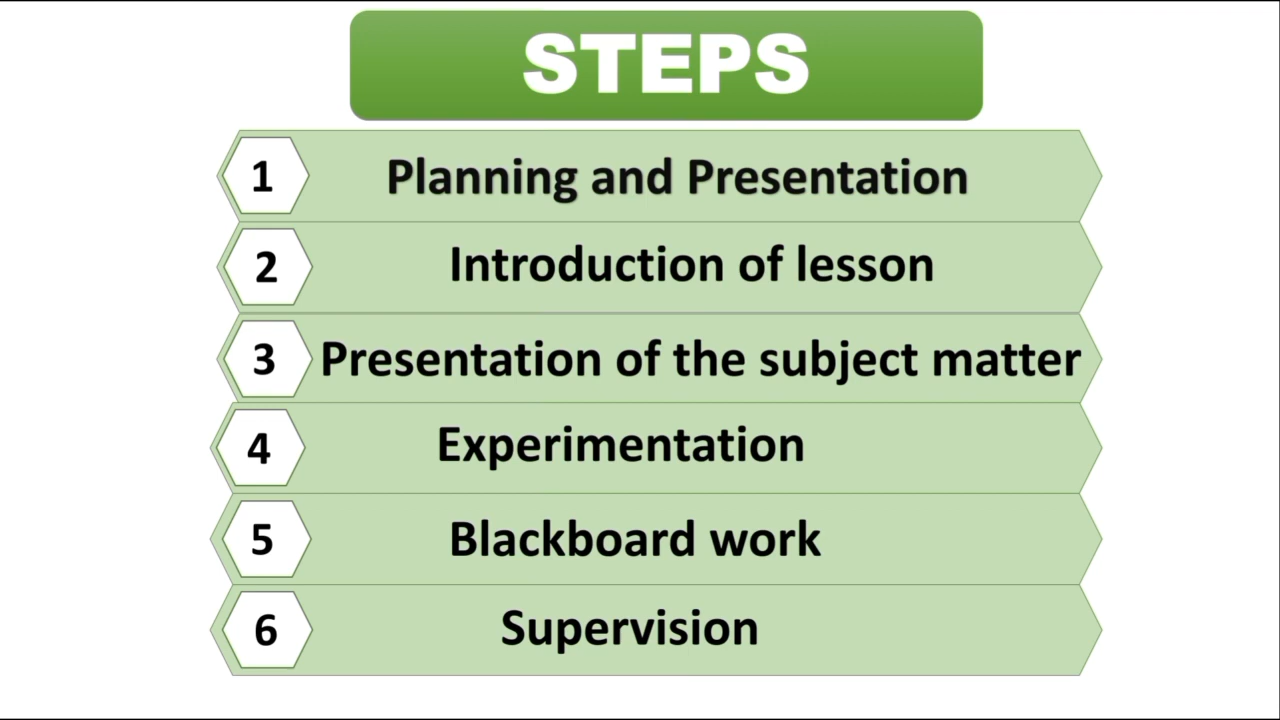 STEPS
1 Planning and Presentation
2 Introduction of lesson
3 Presentation of the subject matter
4 Experimentation
5 Blackboard work
6 Supervision